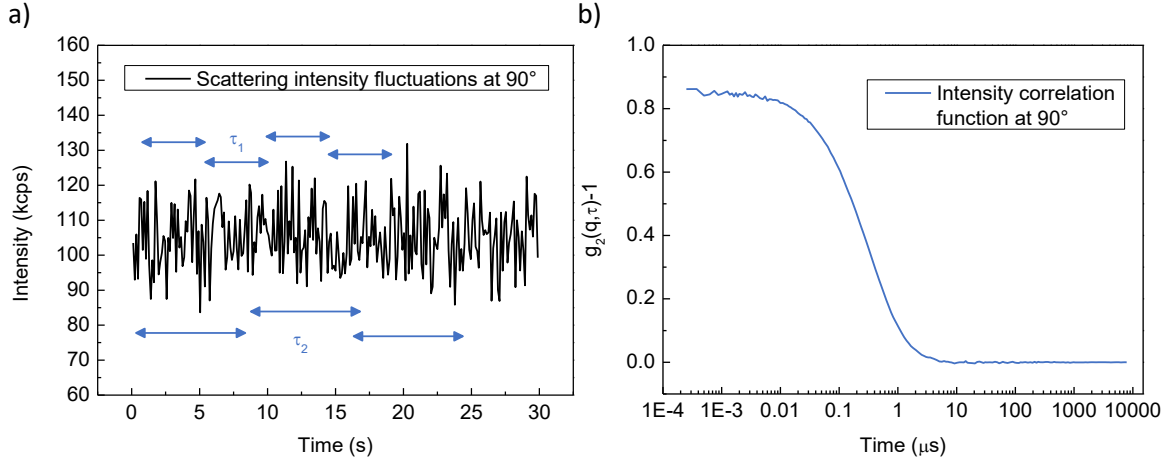 a)
160
150
140
130
120
110
100
90
80
70
60
Intensity (kcps)
Scattering intensity fluctuations at 90°
τ1
τ2
0 5 10 15 20 25 30
Time (s)
b)
1.0
0.8
0.6
0.4
0.2
0.0
g2(q,τ)-1
Intensity correlation
function at 90°
1E-4 1E-3 0.01 0.1 1 10 100 1000 10000
Time (μs)